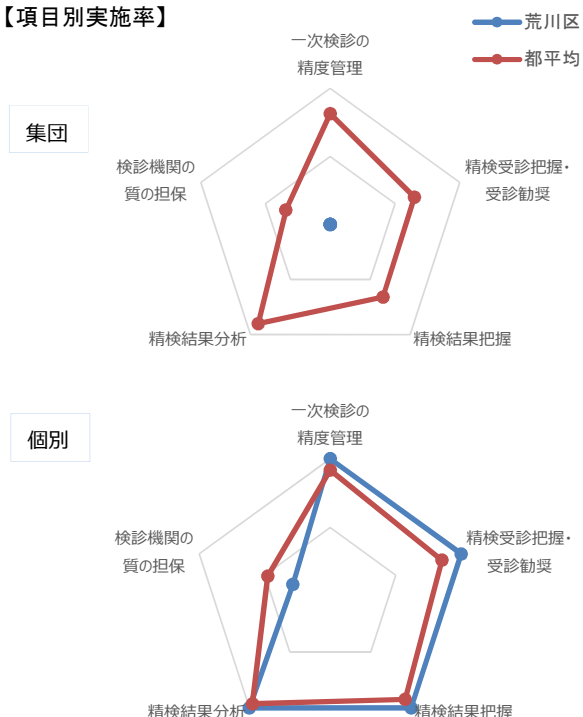 【項目別実施率】
荒川区
都平均
集団
一次検診の
精度管理
精検受診把握・
受診勧奨
精検結果把握
精検結果分析
検診機関の
質の担保
個別
一次検診の
精度管理
精検受診把握・
受診勧奨
精検結果把握
精検結果分析
検診機関の
質の担保